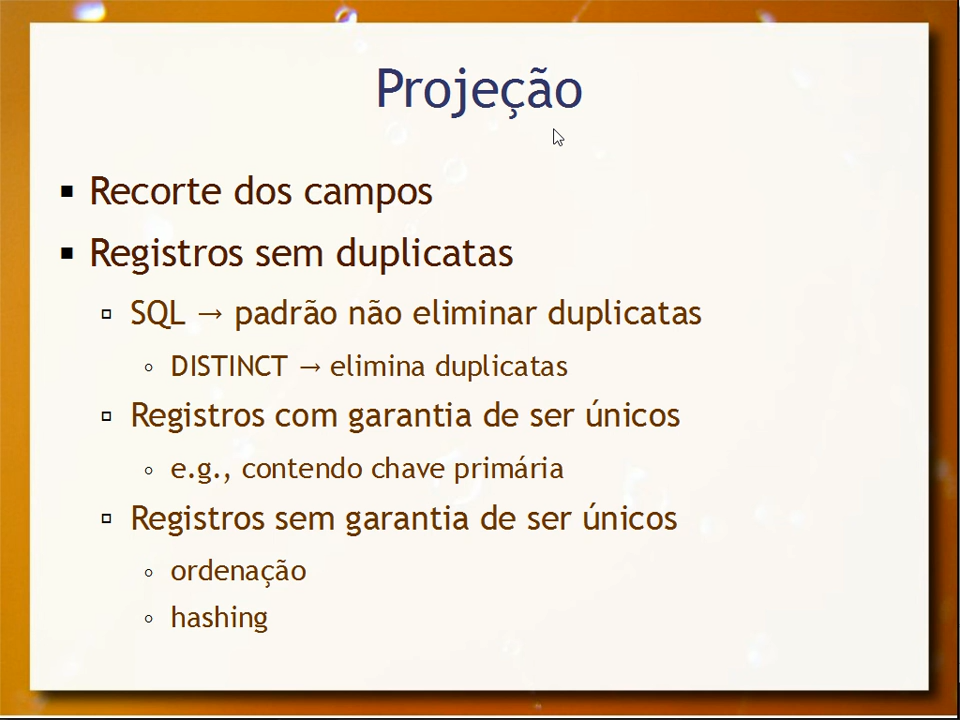 Projeção
Recorte dos campos
Registros sem duplicatas
SQL → padrão não eliminar duplicatas
DISTINCT → elimina duplicatas
Registros com garantia de ser únicos
e.g., contendo chave primária
Registros sem garantia de ser únicos
ordenação
hashing